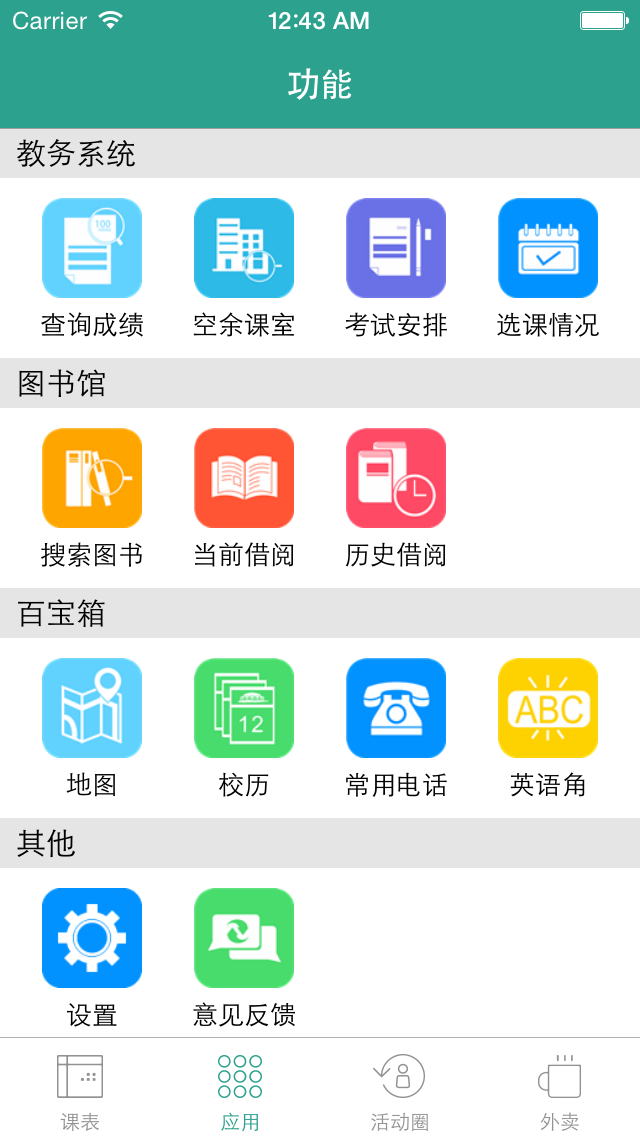 Carrier 12:43 AM
功能
教务系统
100
查询成绩 空余课室 考试安排 选课情况
图书馆
搜索图书 当前借阅 历史借阅
百宝箱
12 ABC
地图 校历 常用电话 英语角
其他
设置 意见反馈
课表 应用 活动圈 外卖